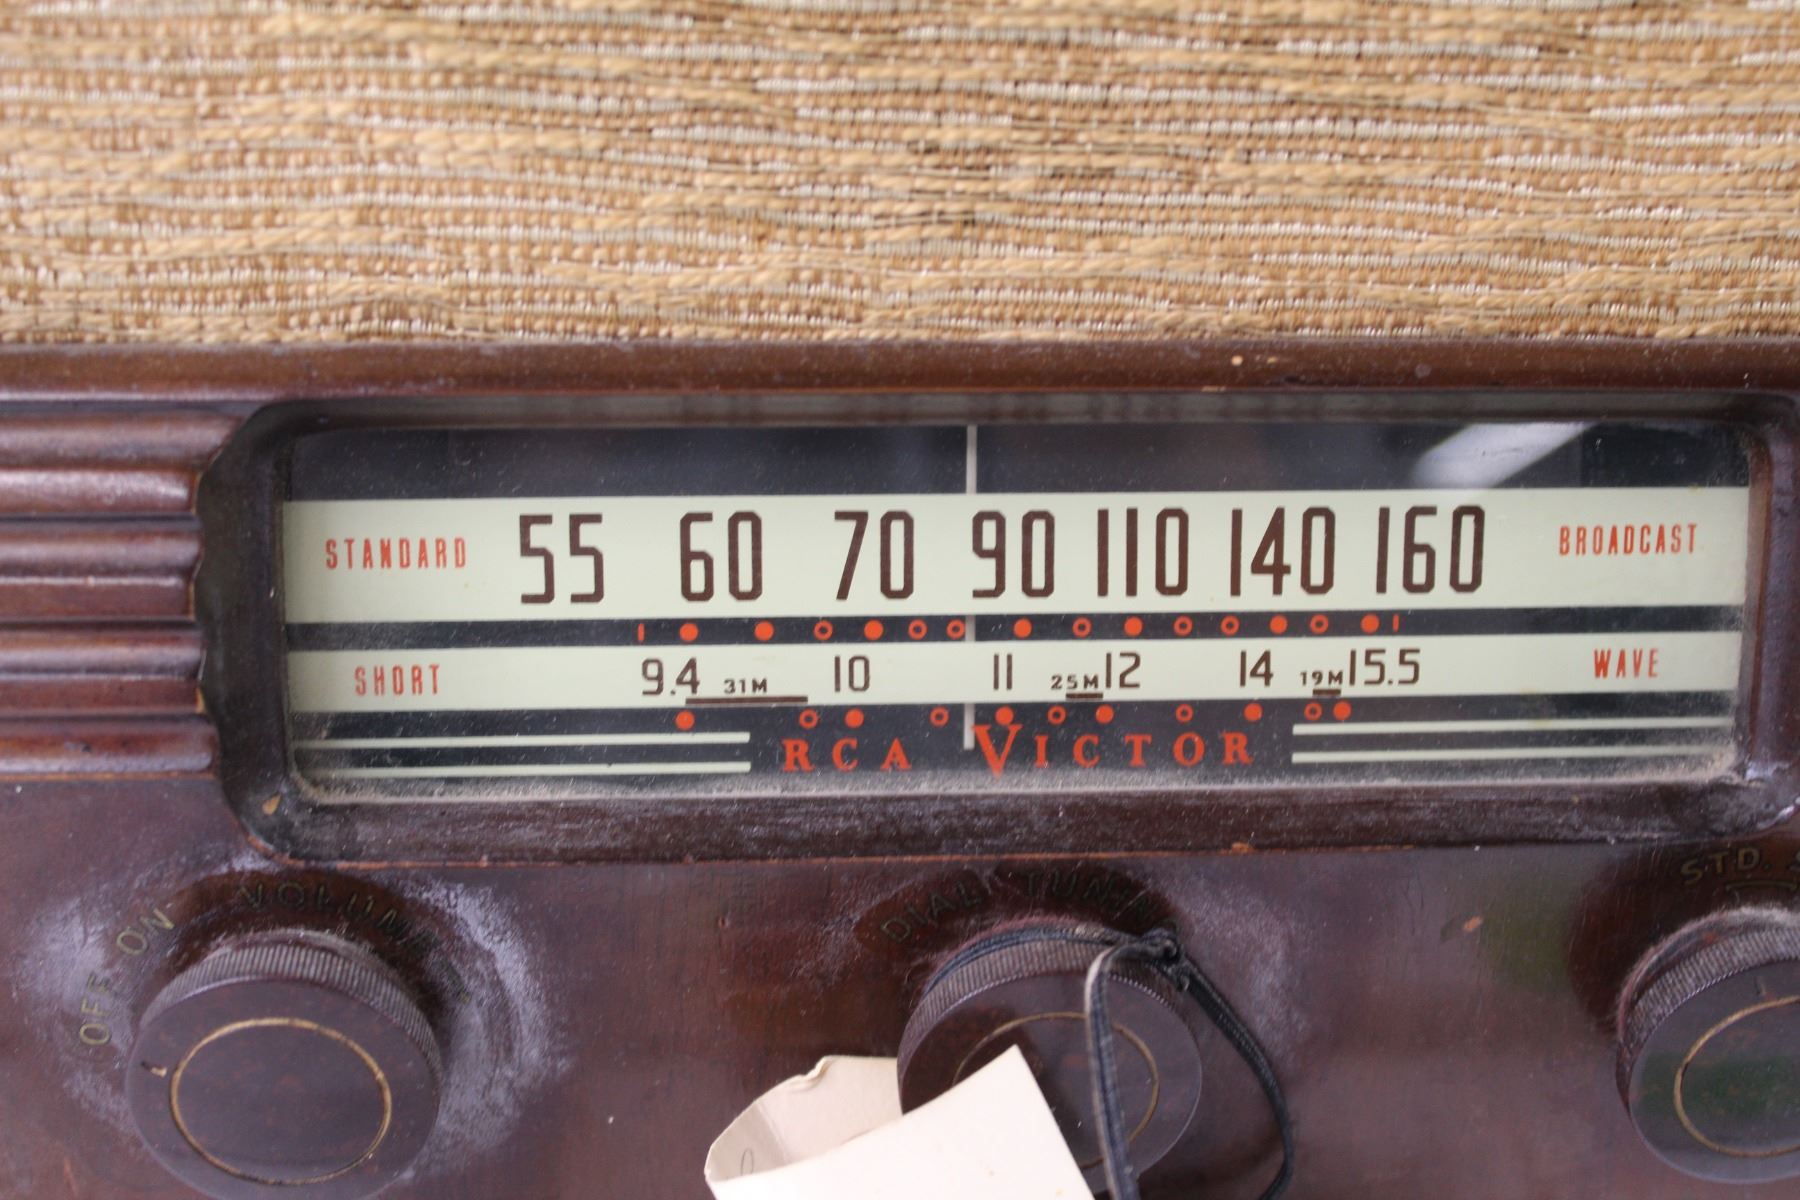 STANDARD 55 60 70 90 110 140 160 BROADCAST
SHORT 9.4 31M 10 11 25M 12 14 19M 15.5 WAVE
RCA VICTOR
OFF ON VOLUME
DIAL TUNING
STD.